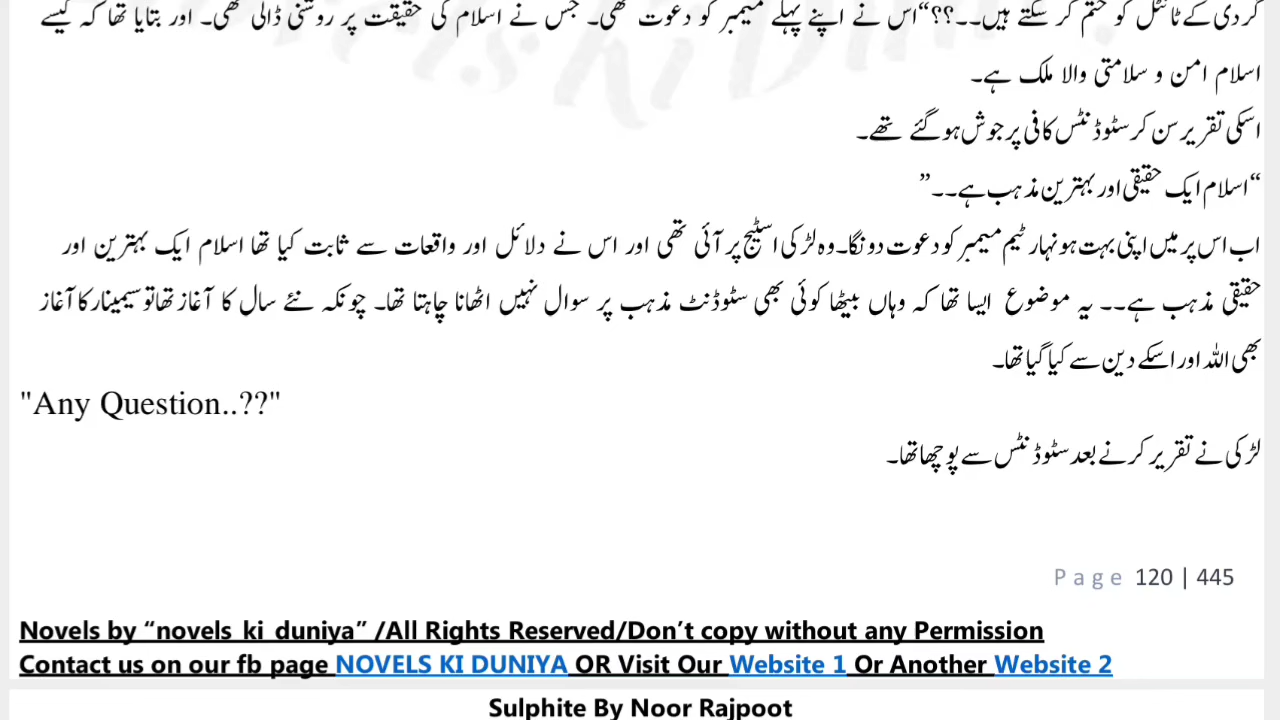 گردی کے ٹائٹل کو ختم کر سکتے ہیں۔۔؟؟“اس نے اپنے پہلے میمبر کو دعوت تھی۔ جس نے اسلام کی حقیقت پر روشنی ڈالی تھی۔ اور بتایا تھا کہ کیسے
اسلام امن و سلامتی والا ملک ہے۔
اسکی تقریر سن کر سٹوڈنٹس کافی پر جوش ہو گئے تھے۔
“اسلام ایک حقیقی اور بہترین مذہب ہے۔۔”
اب اس پر میں اپنی بہت ہونہار ٹیم میمبر کو دعوت دونگا۔وہ لڑکی اسٹیج پر آئی تھی اور اس نے دلائل اور واقعات سے ثابت کیا تھا اسلام ایک بہترین اور
حقیقی مذہب ہے۔۔ یہ موضوع ایسا تھا کہ وہاں بیٹھا کوئی بھی سٹوڈنٹ مذہب پر سوال نہیں اٹھانا چاہتا تھا۔ چونکہ نئے سال کا آغاز تھا تو سیمینار کا آغاز
بھی اللہ اور اسکے دین سے کیا گیا تھا۔
"Any Question..??"
لڑکی نے تقریر کرنے بعد سٹوڈنٹس سے پوچھا تھا۔
Page 120 | 445
Novels by “novels ki duniya” /All Rights Reserved/Don’t copy without any Permission
Contact us on our fb page NOVELS KI DUNIYA OR Visit Our Website 1 Or Another Website 2
Sulphite By Noor Rajpoot